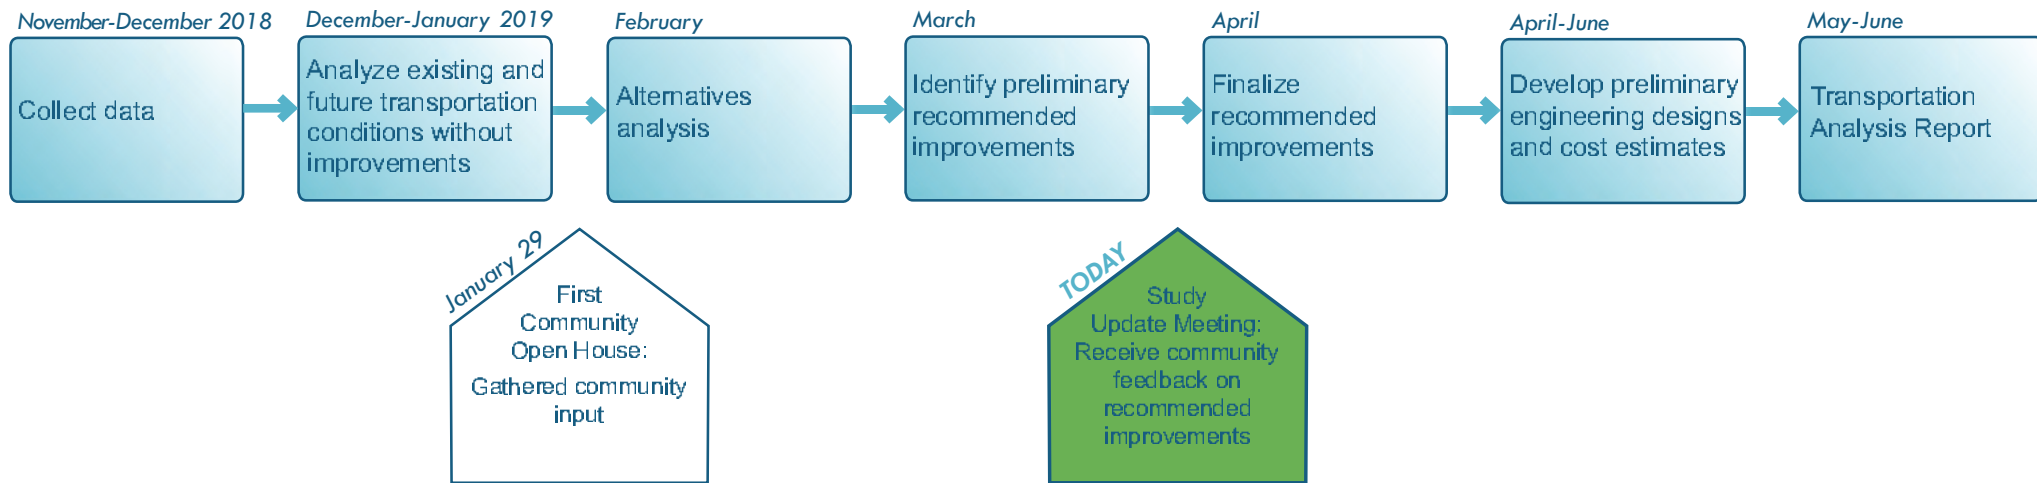 November-December 2018
Collect data
December-January 2019
Analyze existing and
future transportation
conditions without
improvements
February
Alternatives
analysis
March
Identify preliminary
recommended
improvements
April
Finalize
recommended
improvements
April-June
Develop preliminary
engineering designs
and cost estimates
May-June
Transportation
Analysis Report
January 29
First
Community
Open House:
Gathered community
input
TODAY
Study
Update Meeting:
Receive community
feedback on
recommended
improvements